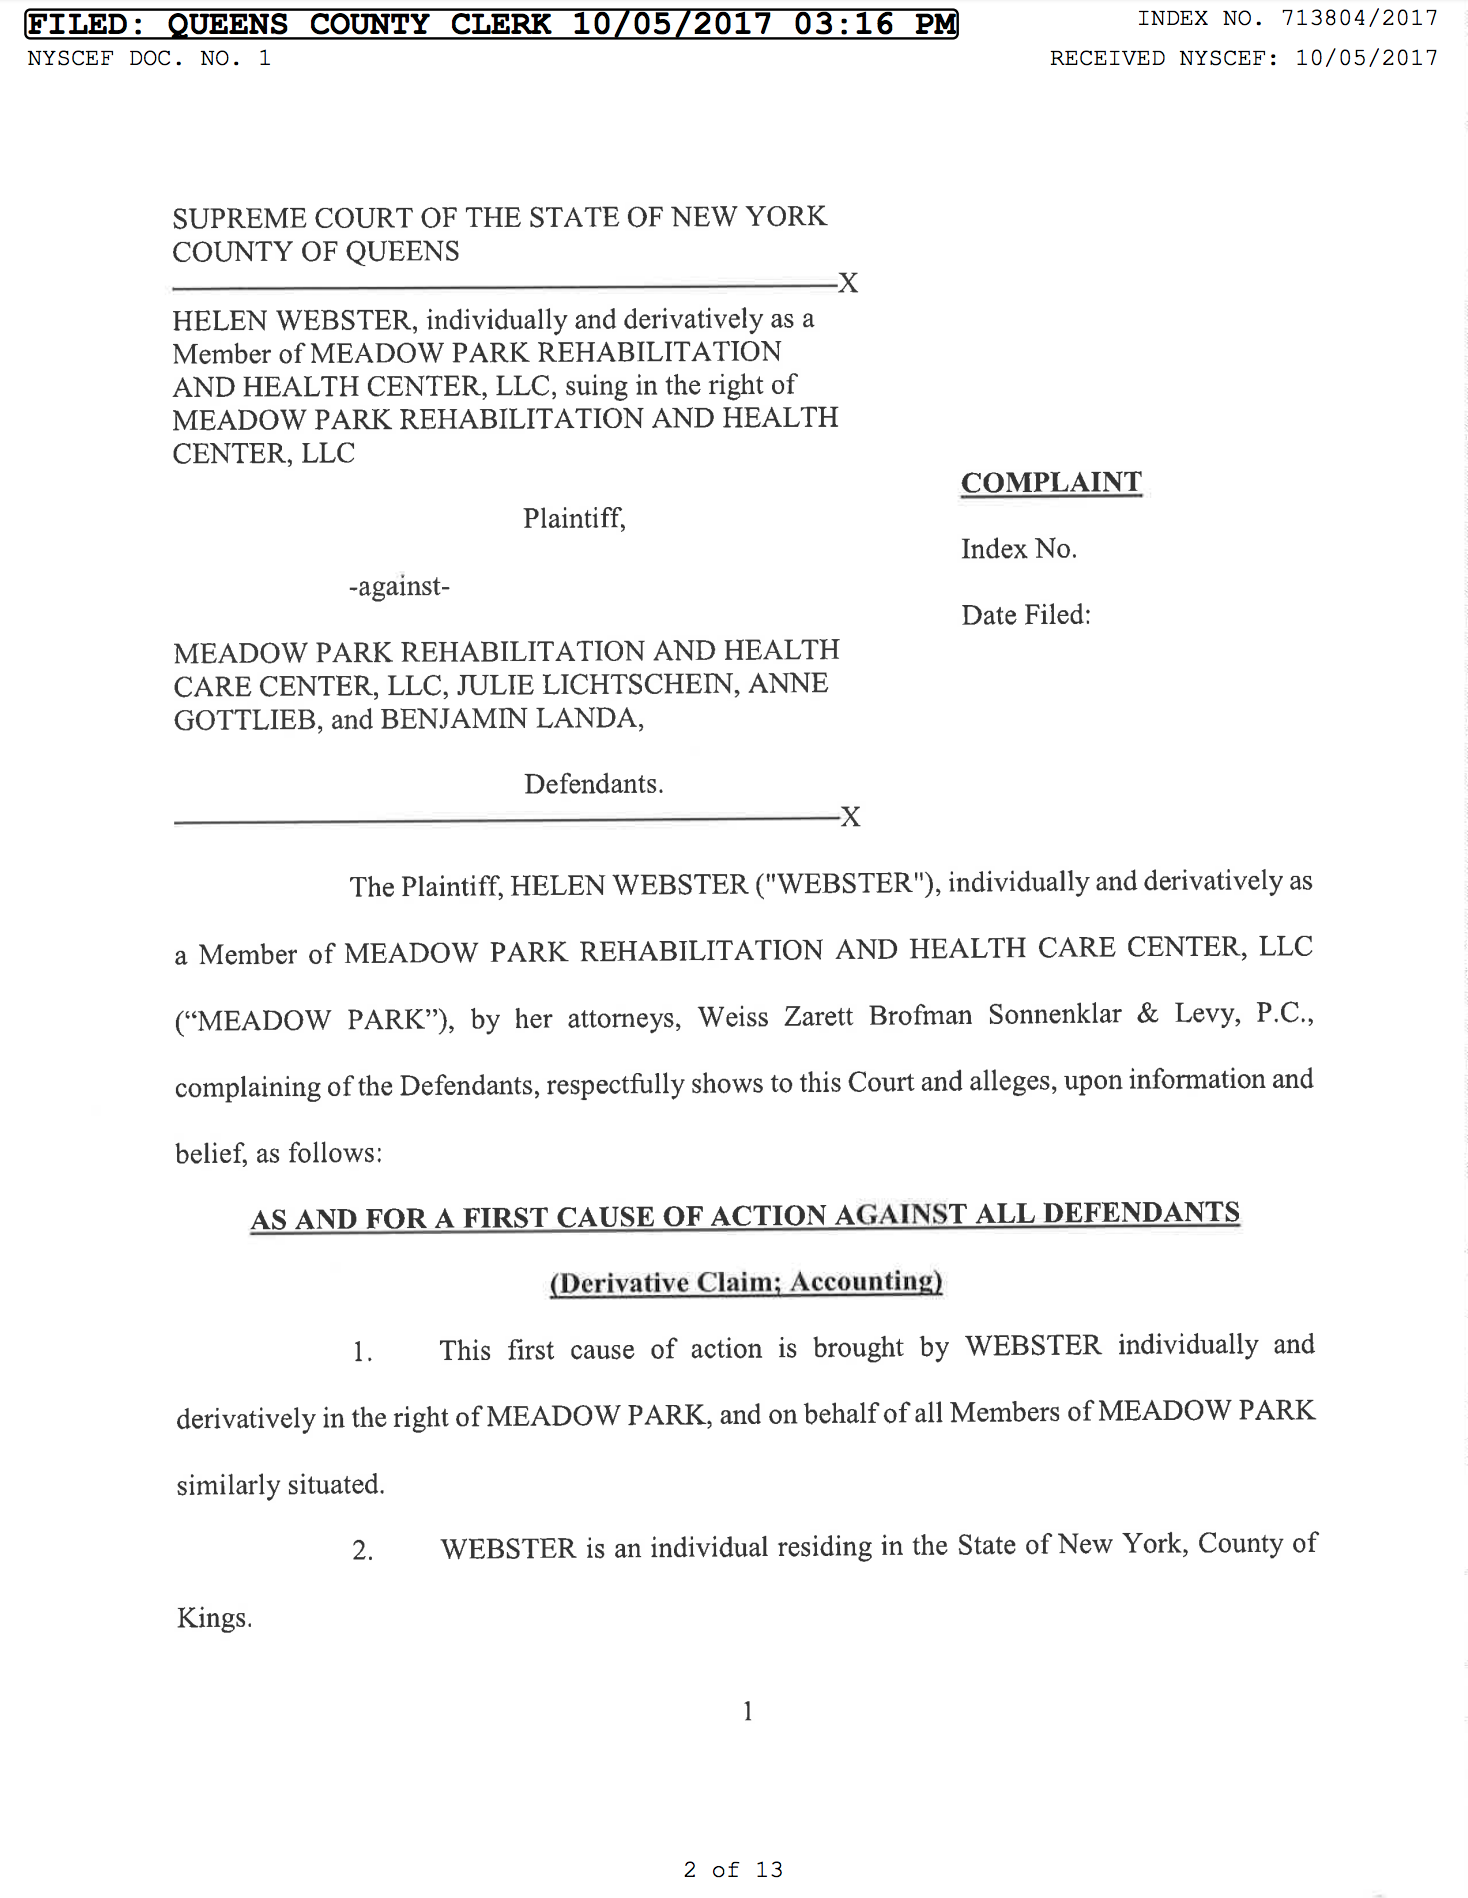 FILED: QUEENS COUNTY CLERK 10/05/2017 03:16 PM
INDEX NO. 713804/2017
NYSCEF DOC. NO. 1
RECEIVED NYSCEF: 10/05/2017
SUPREME COURT OF THE STATE OF NEW YORK
COUNTY OF QUEENS
X
HELEN WEBSTER, individually and derivatively as a
Member of MEADOW PARK REHABILITATION
AND HEALTH CENTER, LLC, suing in the right of
MEADOW PARK REHABILITATION AND HEALTH
CENTER, LLC
COMPLAINT
Plaintiff,
Index No.
-against-
Date Filed:
MEADOW PARK REHABILITATION AND HEALTH
CARE CENTER, LLC, JULIE LICHTSCHEIN, ANNE
GOTTLIEB, and BENJAMIN LANDA,
Defendants.
X
The Plaintiff, HELEN WEBSTER ("WEBSTER"), individually and derivatively as
a Member of MEADOW PARK REHABILITATION AND HEALTH CARE CENTER, LLC
(“MEADOW PARK”), by her attorneys, Weiss Zarett Brofman Sonnenklar & Levy, P.C.,
complaining of the Defendants, respectfully shows to this Court and alleges, upon information and
belief, as follows:
AS AND FOR A FIRST CAUSE OF ACTION AGAINST ALL DEFENDANTS
(Derivative Claim; Accounting)
1. This first cause of action is brought by WEBSTER individually and
derivatively in the right of MEADOW PARK, and on behalf of all Members of MEADOW PARK
similarly situated.
2. WEBSTER is an individual residing in the State of New York, County of
Kings.
1
2 of 13